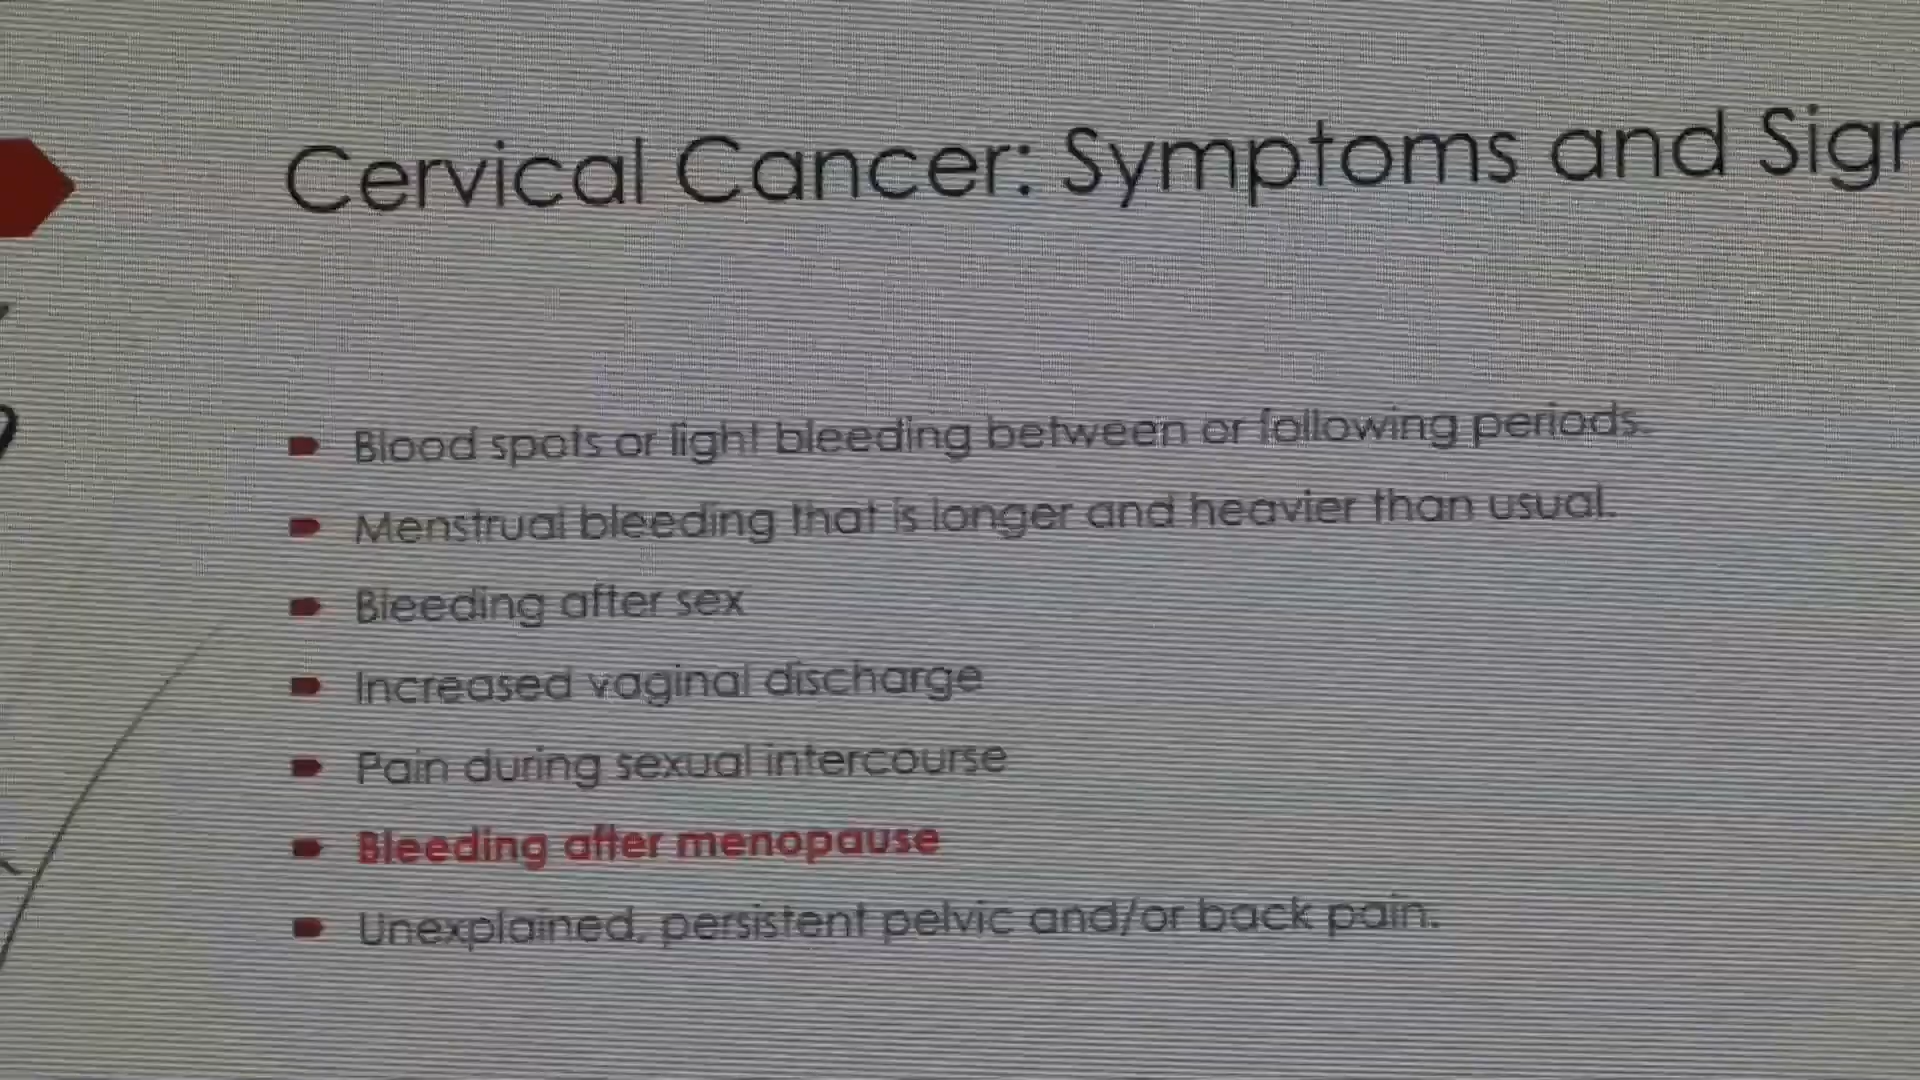 Cervical Cancer: Symptoms and Sign
Blood spots or light bleeding between or following periods.
Menstrual bleeding that is longer and heavier than usual.
Bleeding after sex
Increased vaginal discharge
Pain during sexual intercourse
Bleeding after menopause
Unexplained, persistent pelvic and/or back pain.